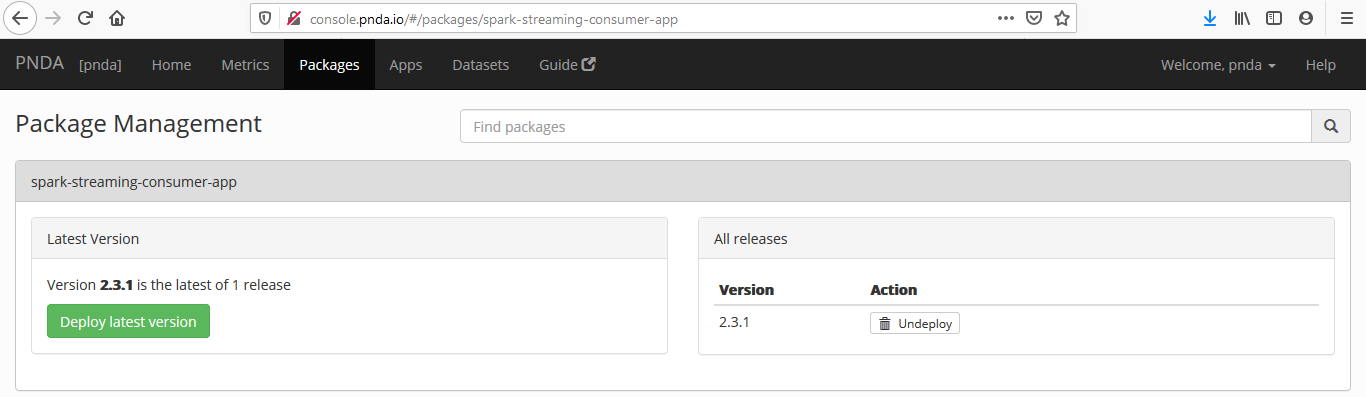 console.pnda.io/#/packages/spark-streaming-consumer-app
PNDA [pnda] Home Metrics Packages Apps Datasets Guide Welcome, pnda Help
Package Management Find packages
spark-streaming-consumer-app
Latest Version
Version 2.3.1 is the latest of 1 release
Deploy latest version
All releases
Version Action
2.3.1 Undeploy